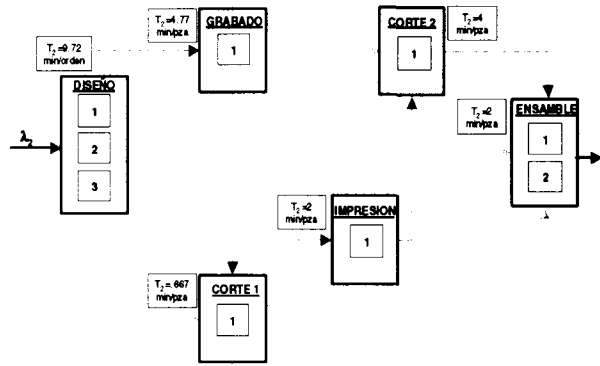 T2=9.72
min/orden
DISEÑO
1
2
3
λ2
T2=4.77
min/pza
GRABADO
1
CORTE 2
1
T2=4
min/pza
T2=2
min/pza
ENSAMBLE
1
2
T2=2
min/pza
IMPRESION
1
T2=.667
min/pza
CORTE 1
1